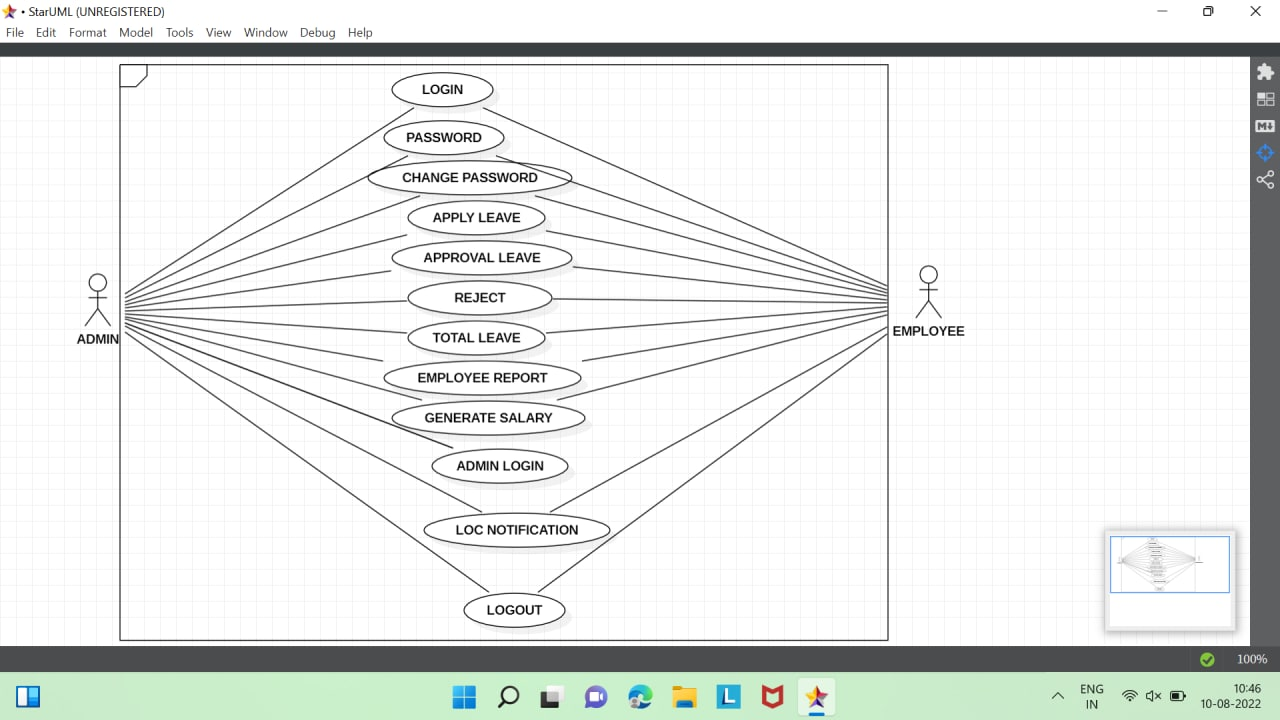 • StarUML (UNREGISTERED)
File Edit Format Model Tools View Window Debug Help
LOGIN
PASSWORD
CHANGE PASSWORD
APPLY LEAVE
APPROVAL LEAVE
REJECT
TOTAL LEAVE
EMPLOYEE REPORT
GENERATE SALARY
ADMIN LOGIN
LOC NOTIFICATION
LOGOUT
ADMIN
EMPLOYEE
M
100%
L
ENG
IN
10:46
10-08-2022